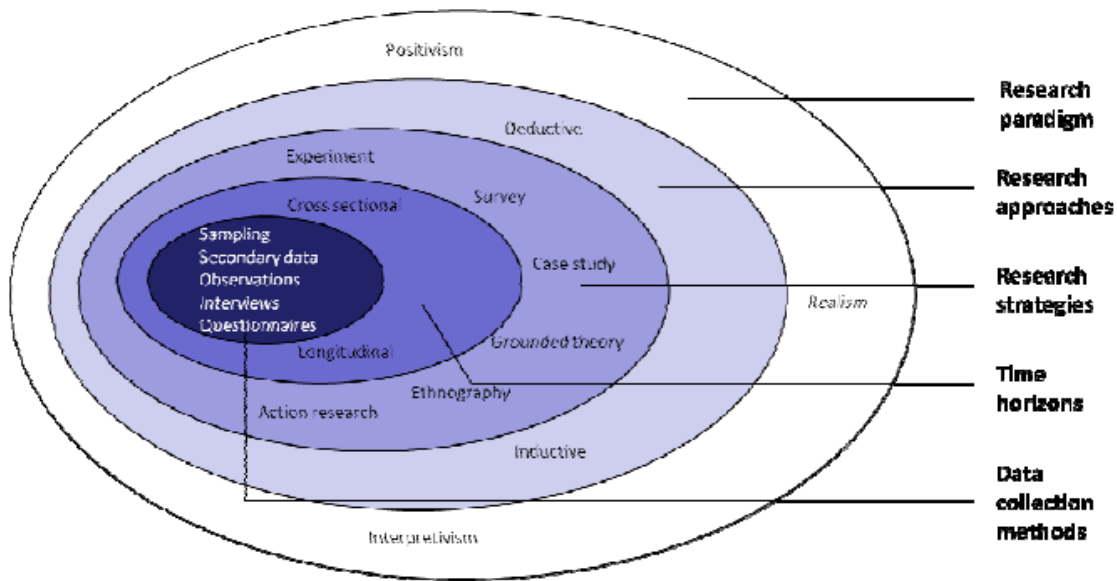 Positivism
Research
paradigm
Deductive
Experiment
Research
approaches
Survey
Cross sectional
Sampling
Secondary data
Observations
Interviews
Questionnaires
Case study
Research
strategies
Realism
Grounded theory
Longitudinal
Time
horizons
Ethnography
Action research
Inductive
Data
collection
methods
Interpretivism